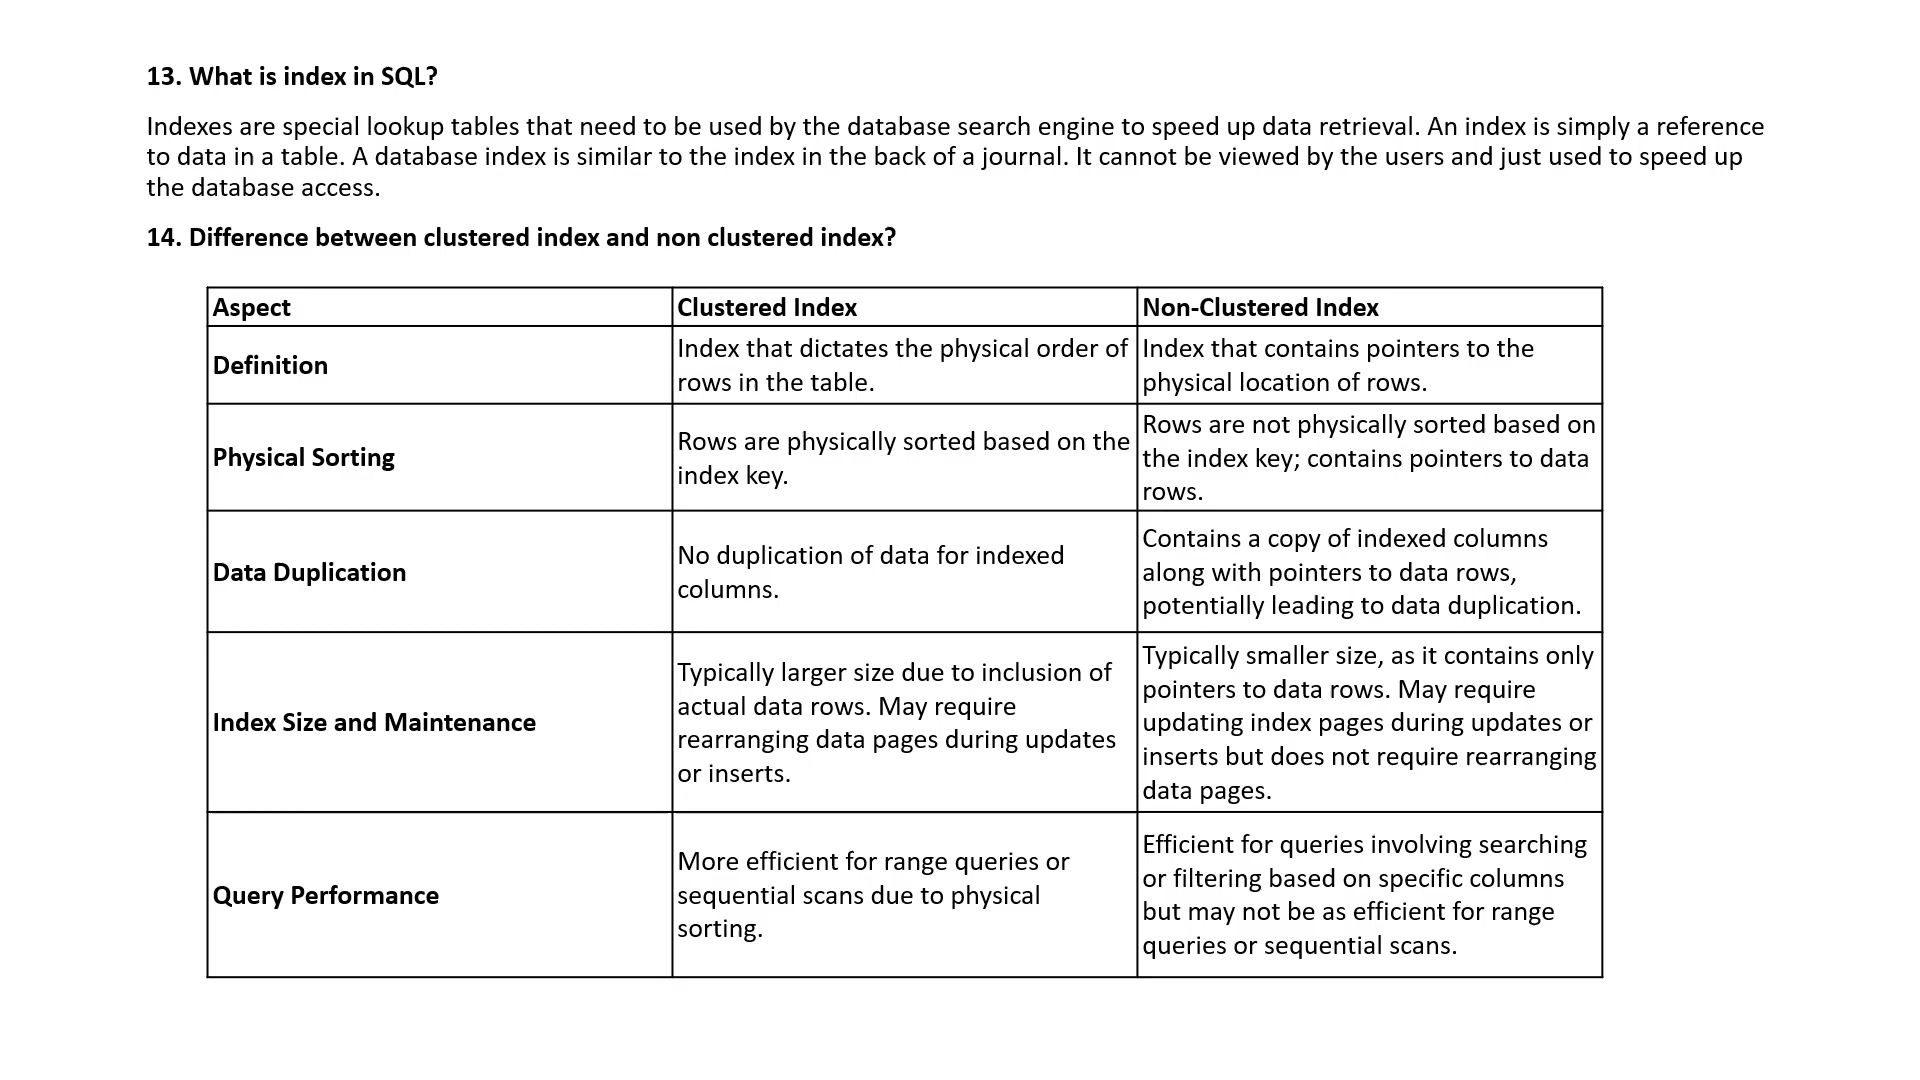 13. What is index in SQL?
Indexes are special lookup tables that need to be used by the database search engine to speed up data retrieval. An index is simply a reference
to data in a table. A database index is similar to the index in the back of a journal. It cannot be viewed by the users and just used to speed up
the database access.
14. Difference between clustered index and non clustered index?
Aspect
Clustered Index
Non-Clustered Index
Definition
Index that dictates the physical order of
rows in the table.
Index that contains pointers to the
physical location of rows.
Physical Sorting
Rows are physically sorted based on the
index key.
Rows are not physically sorted based on
the index key; contains pointers to data
rows.
Data Duplication
No duplication of data for indexed
columns.
Contains a copy of indexed columns
along with pointers to data rows,
potentially leading to data duplication.
Index Size and Maintenance
Typically larger size due to inclusion of
actual data rows. May require
rearranging data pages during updates
or inserts.
Typically smaller size, as it contains only
pointers to data rows. May require
updating index pages during updates or
inserts but does not require rearranging
data pages.
Query Performance
More efficient for range queries or
sequential scans due to physical
sorting.
Efficient for queries involving searching
or filtering based on specific columns
but may not be as efficient for range
queries or sequential scans.